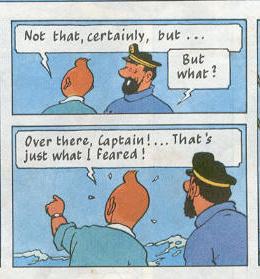 Not that, certainly, but ...
But
what?
Over there, Captain!... That's
just what I feared!